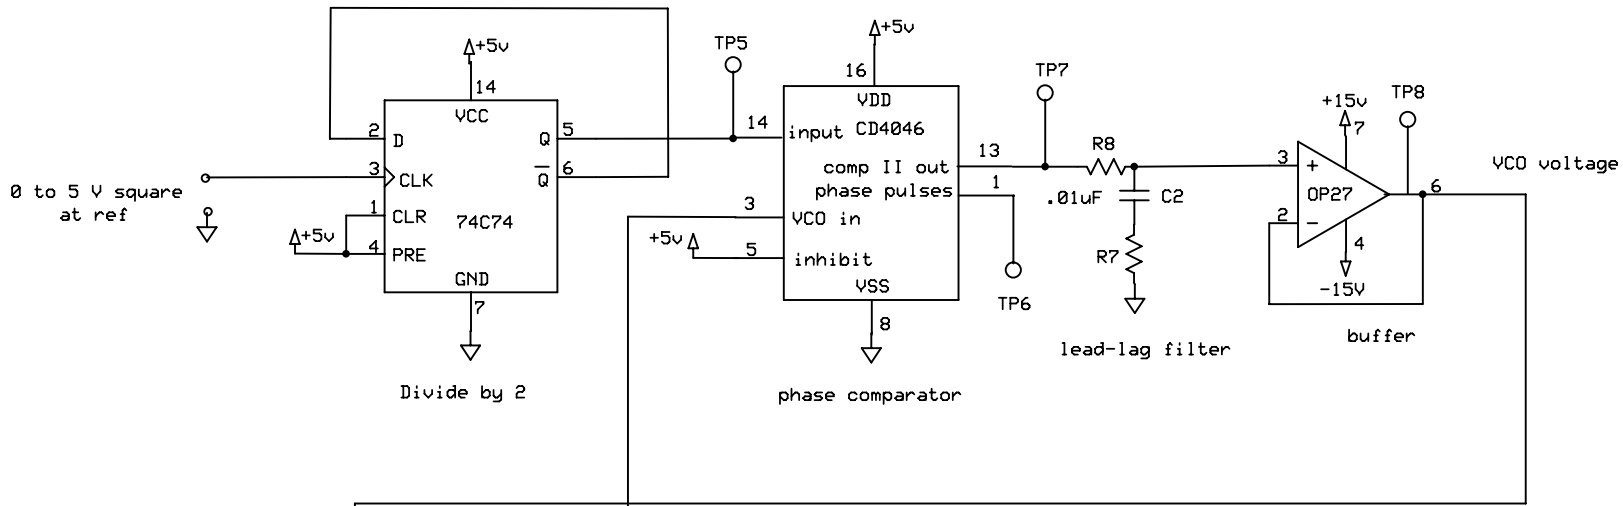 +5v
14
VCC
2
D
Q
5
3
CLK
Q
6
0 to 5 V square
at ref
1
CLR
74C74
+5v
4
PRE
GND
7
Divide by 2
TP5
+5v
16
VDD
14
input
CD4046
comp II out
13
phase pulses
1
3
VCO in
+5v
5
inhibit
VSS
8
phase comparator
TP7
TP6
R8
.01uF
C2
R7
lead-lag filter
+15v
7
TP8
3
+
OP27
6
2
-
4
-15V
buffer
VCO voltage